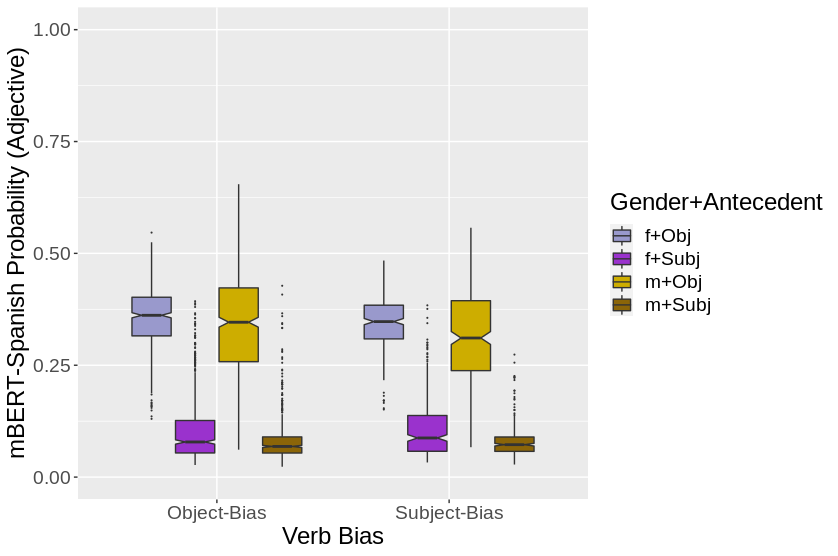 mBERT-Spanish Probability (Adjective)
1.00
0.75
0.50
0.25
0.00
Object-Bias
Subject-Bias
Verb Bias
Gender+Antecedent
f+Obj
f+Subj
m+Obj
m+Subj